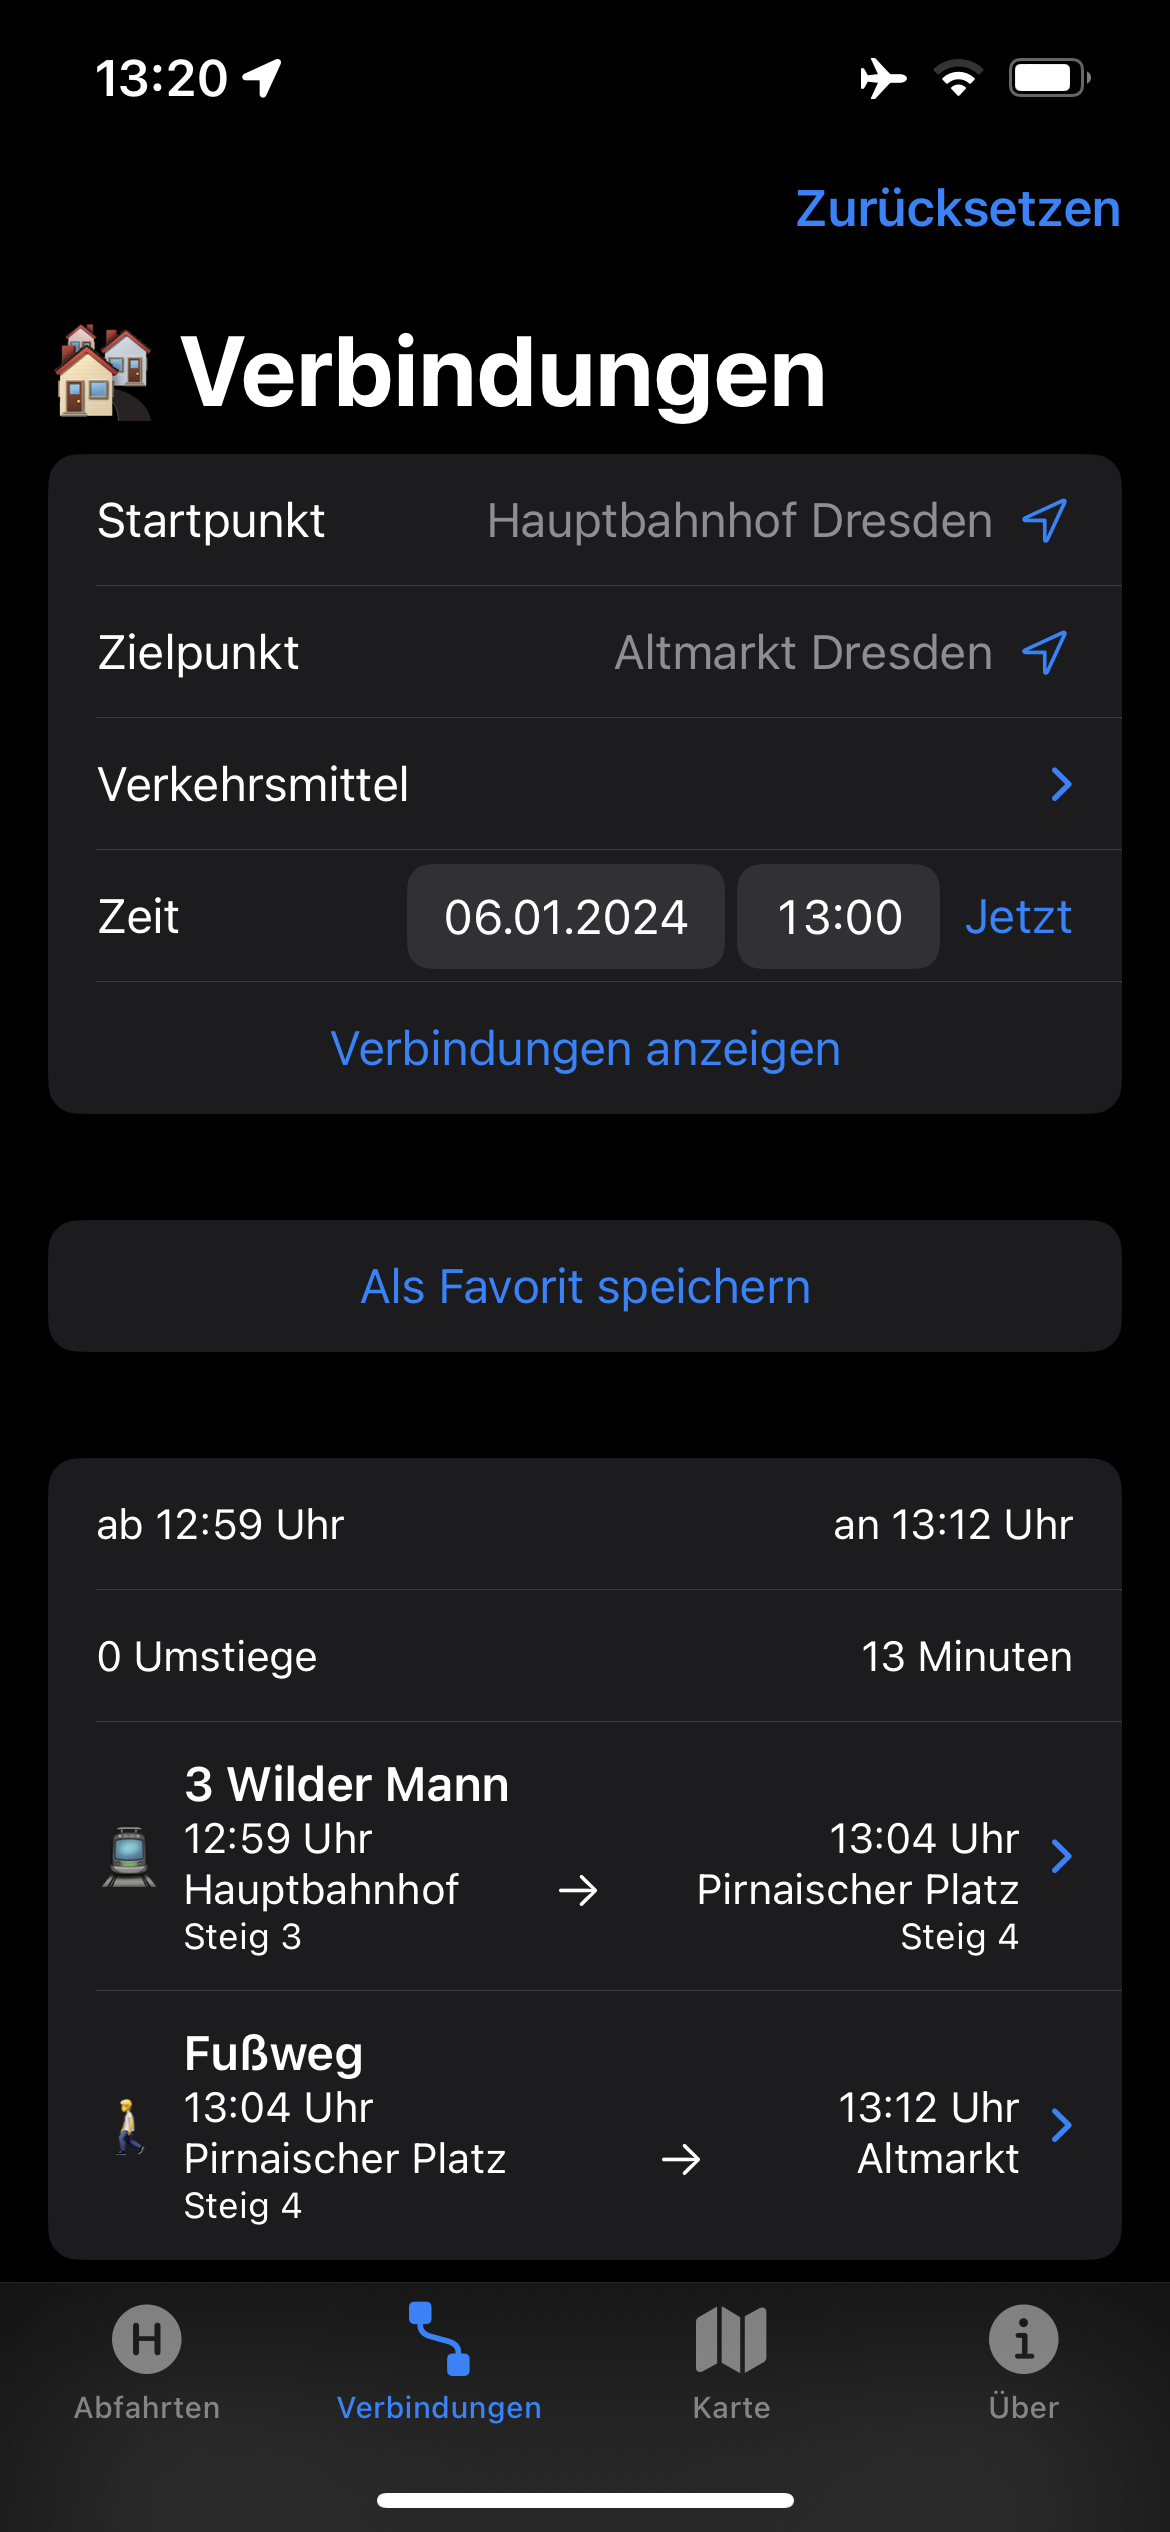 13:20
Zurücksetzen
🏘️ Verbindungen
Startpunkt Hauptbahnhof Dresden
Zielpunkt Altmarkt Dresden
Verkehrsmittel
Zeit 06.01.2024 13:00 Jetzt
Verbindungen anzeigen
Als Favorit speichern
ab 12:59 Uhr an 13:12 Uhr
0 Umstiege 13 Minuten
3 Wilder Mann
12:59 Uhr 13:04 Uhr
Hauptbahnhof → Pirnaischer Platz
Steig 3 Steig 4
Fußweg
13:04 Uhr 13:12 Uhr
Pirnaischer Platz → Altmarkt
Steig 4
H
Abfahrten Verbindungen Karte Über